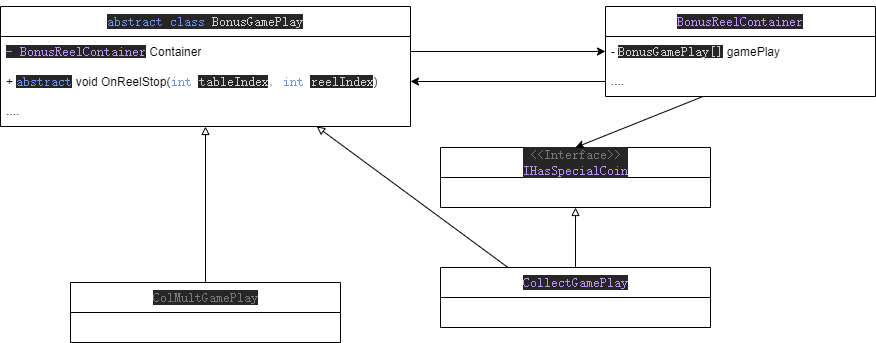 abstract class BonusGamePlay
- BonusReelContainer Container
+ abstract void OnReelStop(int tableIndex, int reelIndex)
....
BonusReelContainer
- BonusGamePlay[] gamePlay
....
<<Interface>>
IHasSpecialCoin
CollectGamePlay
ColMultGamePlay